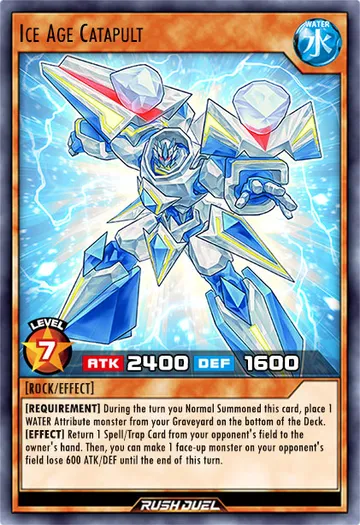 ICE AGE CATAPULT
WATER
水
LEVEL
7
ATK 2400 DEF 1600
[ROCK/EFFECT]
[REQUIREMENT] During the turn you Normal Summoned this card, place 1
WATER Attribute monster from your Graveyard on the bottom of the Deck.
[EFFECT] Return 1 Spell/Trap Card from your opponent's field to the
owner's hand. Then, you can make 1 face-up monster on your opponent's
field lose 600 ATK/DEF until the end of this turn.
RUSH DUEL